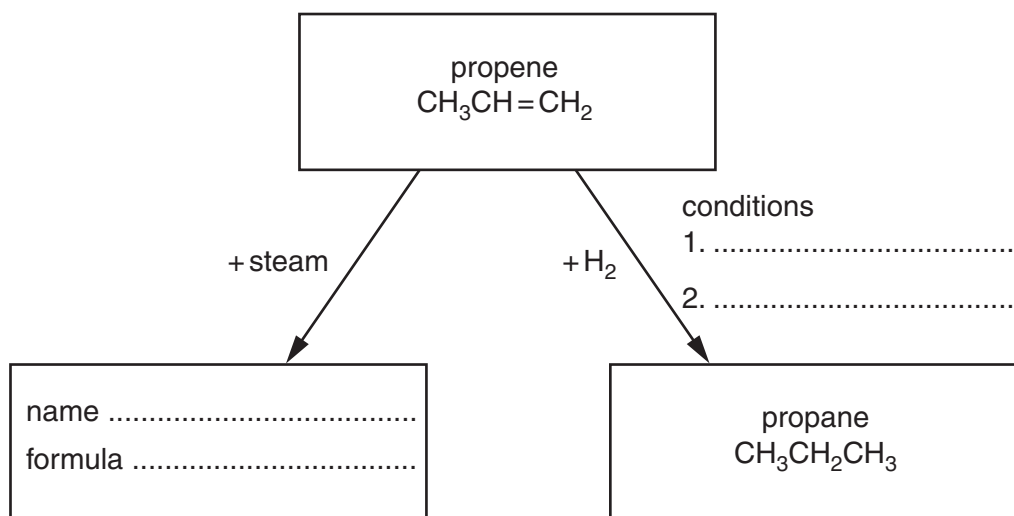 propene
CH₃CH=CH₂
conditions
1. ....................................
+steam
+H₂
2. ....................................
name ......................................
formula ...................................
propane
CH₃CH₂CH₃